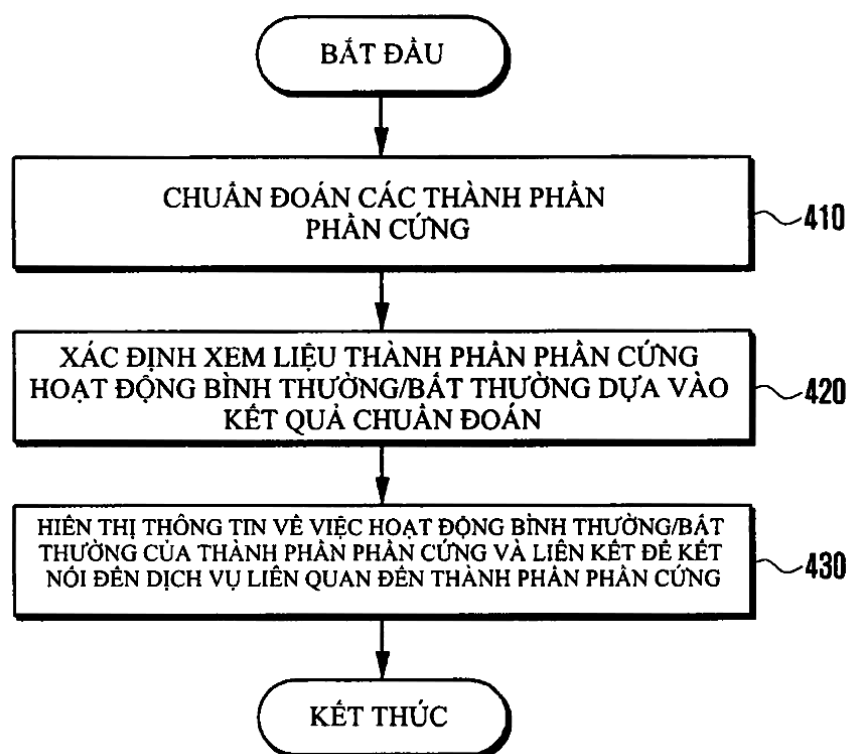 BẮT ĐẦU
CHUẨN ĐOÁN CÁC THÀNH PHẦN
PHẦN CỨNG
410
XÁC ĐỊNH XEM LIỆU THÀNH PHẦN PHẦN CỨNG
HOẠT ĐỘNG BÌNH THƯỜNG/BẤT THƯỜNG DỰA VÀO
KẾT QUẢ CHUẨN ĐOÁN
420
HIỂN THỊ THÔNG TIN VỀ VIỆC HOẠT ĐỘNG BÌNH THƯỜNG/BẤT
THƯỜNG CỦA THÀNH PHẦN PHẦN CỨNG VÀ LIÊN KẾT ĐỂ KẾT
NỐI ĐẾN DỊCH VỤ LIÊN QUAN ĐẾN THÀNH PHẦN PHẦN CỨNG
430
KẾT THÚC